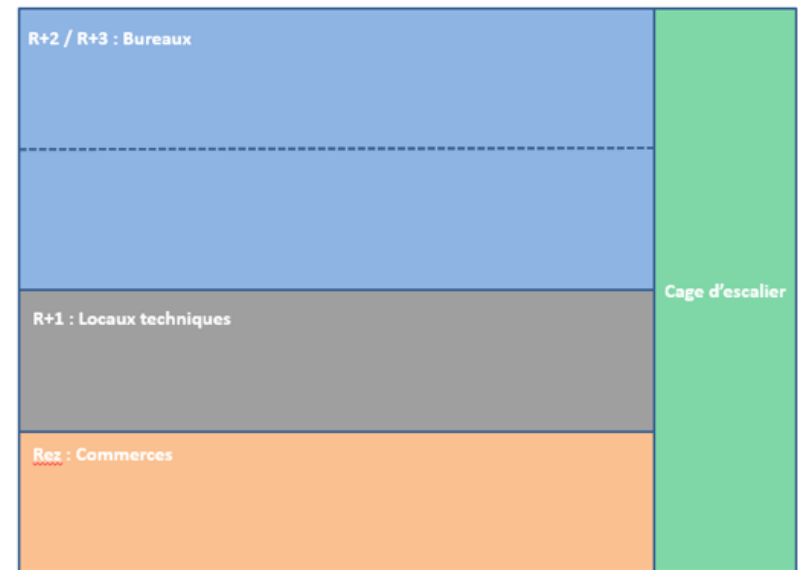 R+2 / R+3 : Bureaux
Cage d'escalier
R+1 : Locaux techniques
Rez : Commerces